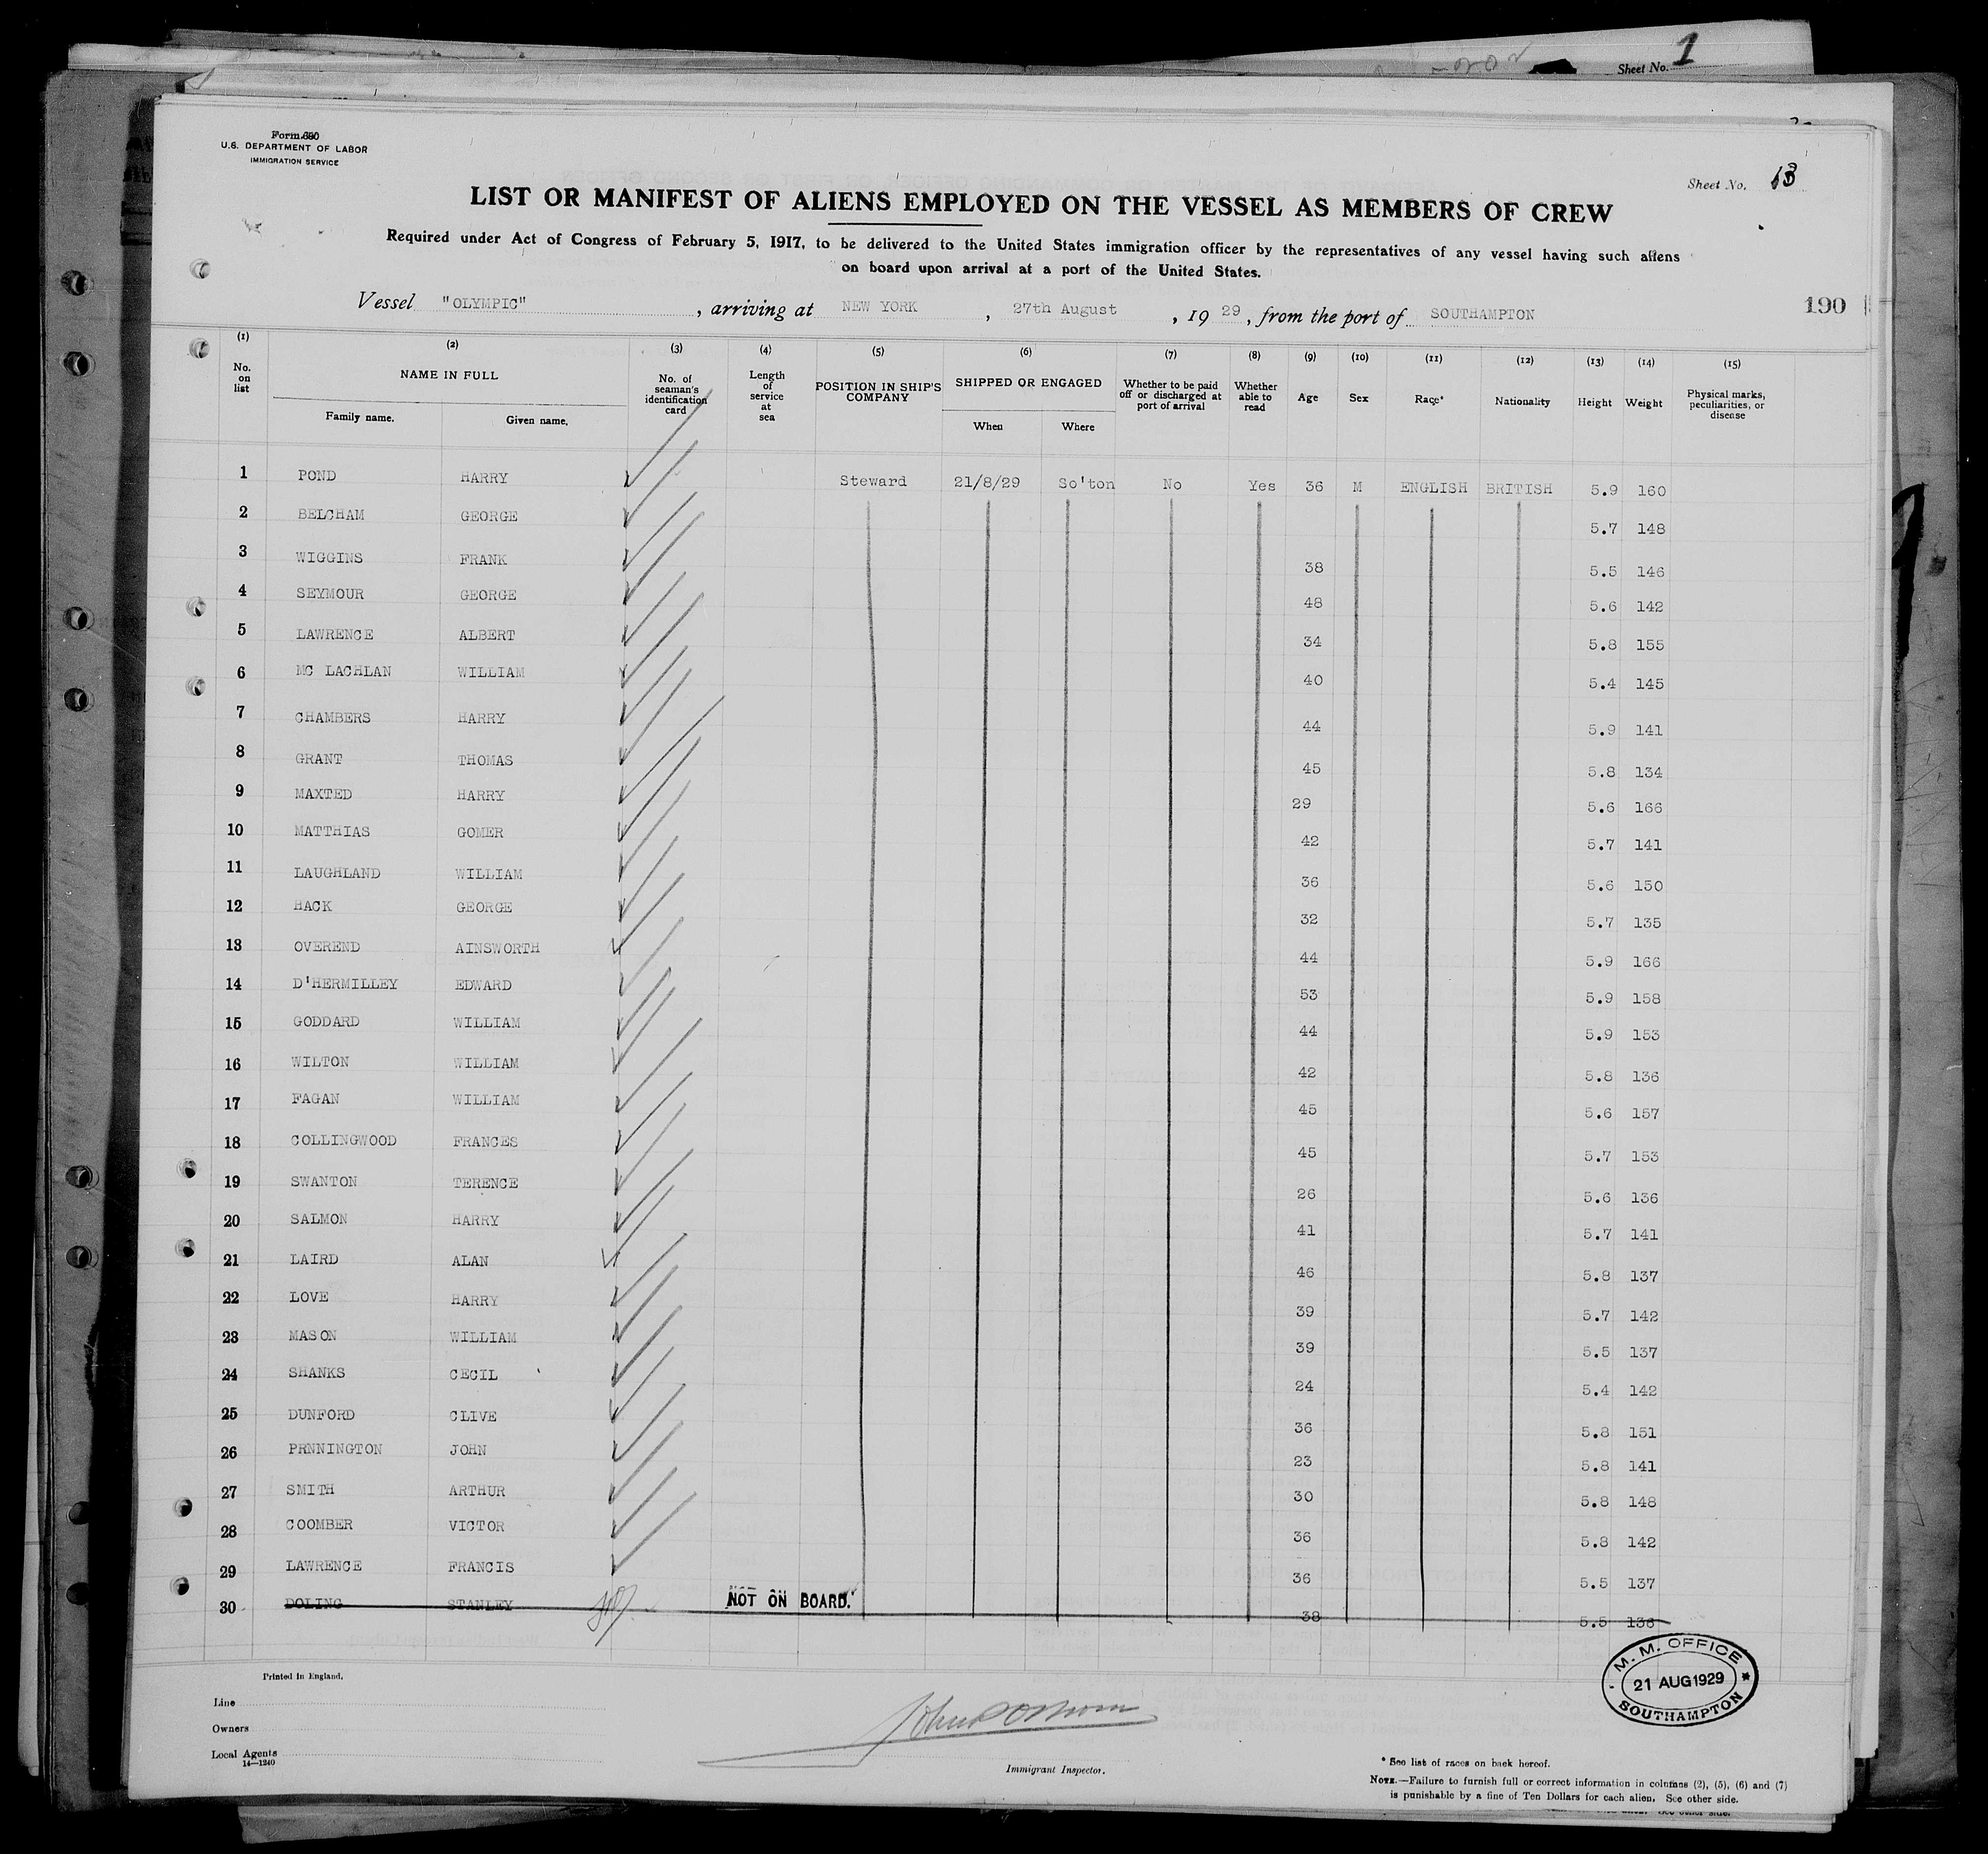 Sheet No. 1
Form 680
U.S. DEPARTMENT OF LABOR
IMMIGRATION SERVICE
Sheet No. 13
LIST OR MANIFEST OF ALIENS EMPLOYED ON THE VESSEL AS MEMBERS OF CREW
Required under Act of Congress of February 5, 1917, to be delivered to the United States immigration officer by the representatives of any vessel having such aliens
on board upon arrival at a port of the United States.
Vessel "OLYMPIC" , arriving at NEW YORK , 27th August , 19 29 , from the port of SOUTHAMPTON
190
(1) (2) (3) (4) (5) (6) (7) (8) (9) (10) (11) (12) (13) (14) (15)
No. on list NAME IN FULL Family name. Given name. No. of seaman's identification card Length of service at sea POSITION IN SHIP'S COMPANY SHIPPED OR ENGAGED When Where Whether to be paid off or discharged at port of arrival Whether able to read Age Sex Race* Nationality Height Weight Physical marks, peculiarities, or disease
1 POND HARRY Steward 21/8/29 So'ton No Yes 36 M ENGLISH BRITISH 5.9 160
2 BELCHAM GEORGE 5.7 148
3 WIGGINS FRANK 38 5.5 146
4 SEYMOUR GEORGE 48 5.6 142
5 LAWRENCE ALBERT 34 5.8 155
6 MC LACHLAN WILLIAM 40 5.4 145
7 CHAMBERS HARRY 44 5.9 141
8 GRANT THOMAS 45 5.8 134
9 MAXTED HARRY 29 5.6 166
10 MATTHIAS GOMER 42 5.7 141
11 LAUGHLAND WILLIAM 36 5.6 150
12 HACK GEORGE 32 5.7 135
13 OVEREND AINSWORTH 44 5.9 166
14 D'HERMILLEY EDWARD 53 5.9 158
15 GODDARD WILLIAM 44 5.9 153
16 WILTON WILLIAM 42 5.8 136
17 FAGAN WILLIAM 45 5.6 157
18 COLLINGWOOD FRANCES 45 5.7 153
19 SWANTON TERENCE 26 5.6 136
20 SALMON HARRY 41 5.7 141
21 LAIRD ALAN 46 5.8 137
22 LOVE HARRY 39 5.7 142
23 MASON WILLIAM 39 5.5 137
24 SHANKS CECIL 24 5.4 142
25 DUNFORD CLIVE 36 5.8 151
26 PRNNINGTON JOHN 23 5.8 141
27 SMITH ARTHUR 30 5.8 148
28 COOMBER VICTOR 36 5.8 142
29 LAWRENCE FRANCIS 36 5.5 137
30 DOLING STANLEY NOT ON BOARD. 38 5.5 136
M. M. OFFICE
21 AUG 1929
SOUTHAMPTON
Printed in England.
Line
Owners
Local Agents
14—1240
Immigrant Inspector.
* See list of races on back hereof.
NOTE.—Failure to furnish full or correct information in columns (2), (5), (6) and (7)
is punishable by a fine of Ten Dollars for each alien. See other side.